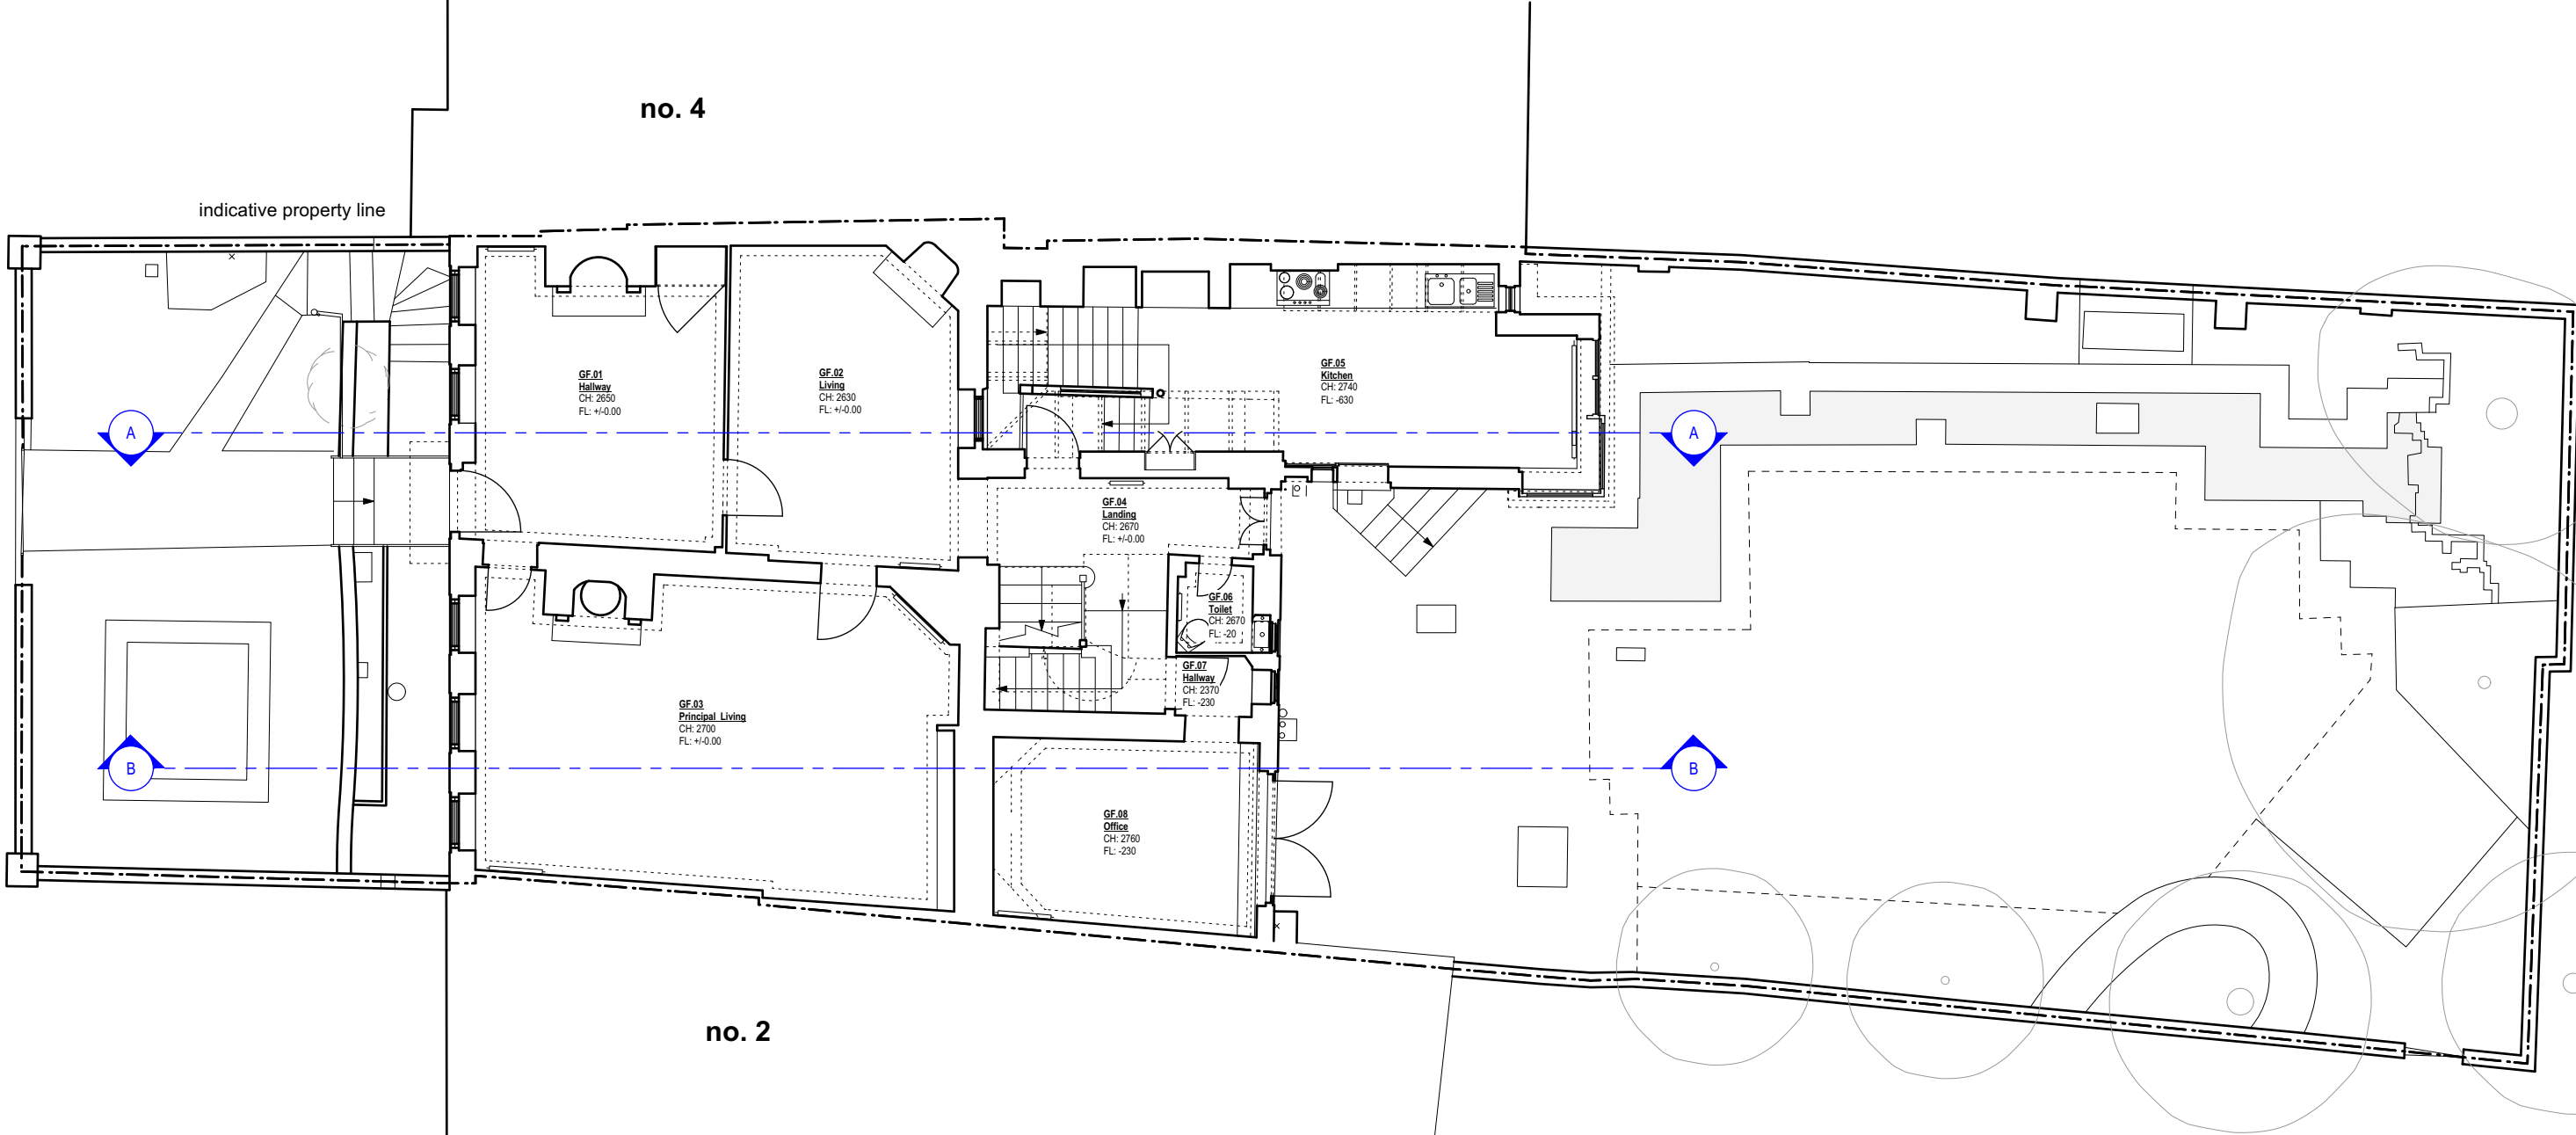 no. 4
indicative property line
GF.01
Hallway
CH: 2650
FL: +/-0.00
GF.02
Living
CH: 2630
FL: +/-0.00
GF.05
Kitchen
CH: 2740
FL: -630
A
A
GF.04
Landing
CH: 2670
FL: +/-0.00
GF.06
Toilet
CH: 2670
FL: -20
GF.07
Hallway
CH: 2370
FL: -230
GF.03
Principal Living
CH: 2700
FL: +/-0.00
B
B
GF.08
Office
CH: 2760
FL: -230
no. 2